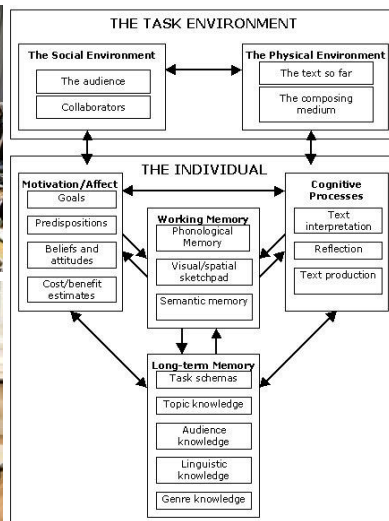 THE TASK ENVIRONMENT
The Social Environment
The audience
Collaborators
The Physical Environment
The text so far
The composing
medium
THE INDIVIDUAL
Motivation/Affect
Goals
Predispositions
Beliefs and
attitudes
Cost/benefit
estimates
Working Memory
Phonological
Memory
Visual/spatial
sketchpad
Semantic memory
Cognitive
Processes
Text
interpretation
Reflection
Text production
Long-term Memory
Task schemas
Topic knowledge
Audience
knowledge
Linguistic
knowledge
Genre knowledge